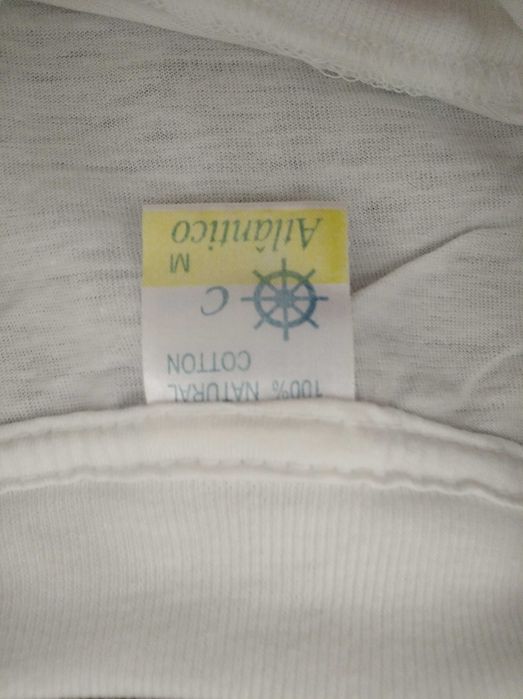 100% NATURAL
COTTON
C
M
Atlântico